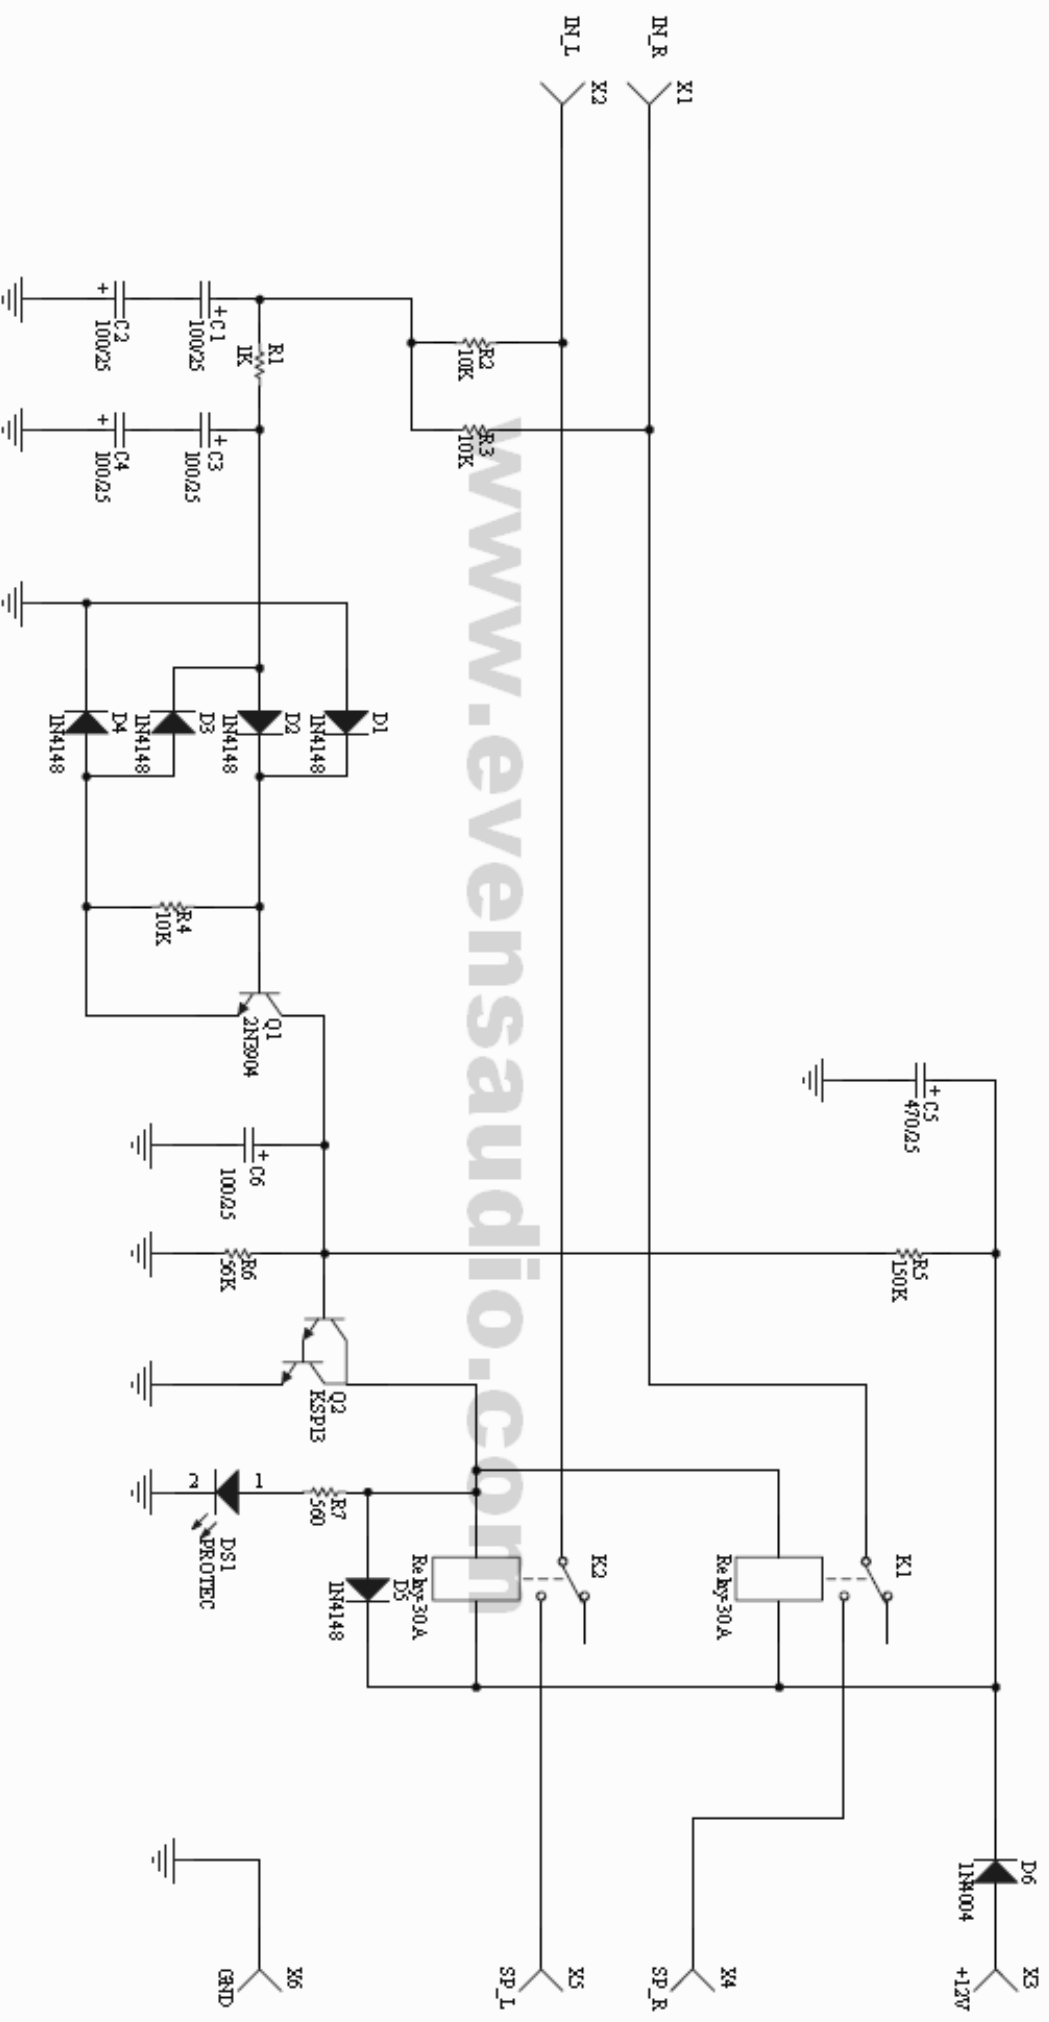 IN_L
IN_R
X2
X1
R2
10K
R3
10K
R1
1K
C1
100/25
C2
100/25
C3
100/25
C4
100/25
D1
1N4148
D2
1N4148
D3
1N4148
D4
1N4148
R4
10K
Q1
2N3904
C5
470/25
C6
100/25
R5
150K
R6
56K
Q2
KSP13
R7
560
1
2
DS1
PROTEC
D5
1N4148
K2
Relay-30A
K1
Relay-30A
D6
1N4004
X3
+12V
X4
SP_R
X5
SP_L
X6
GND
www.evensaudio.com